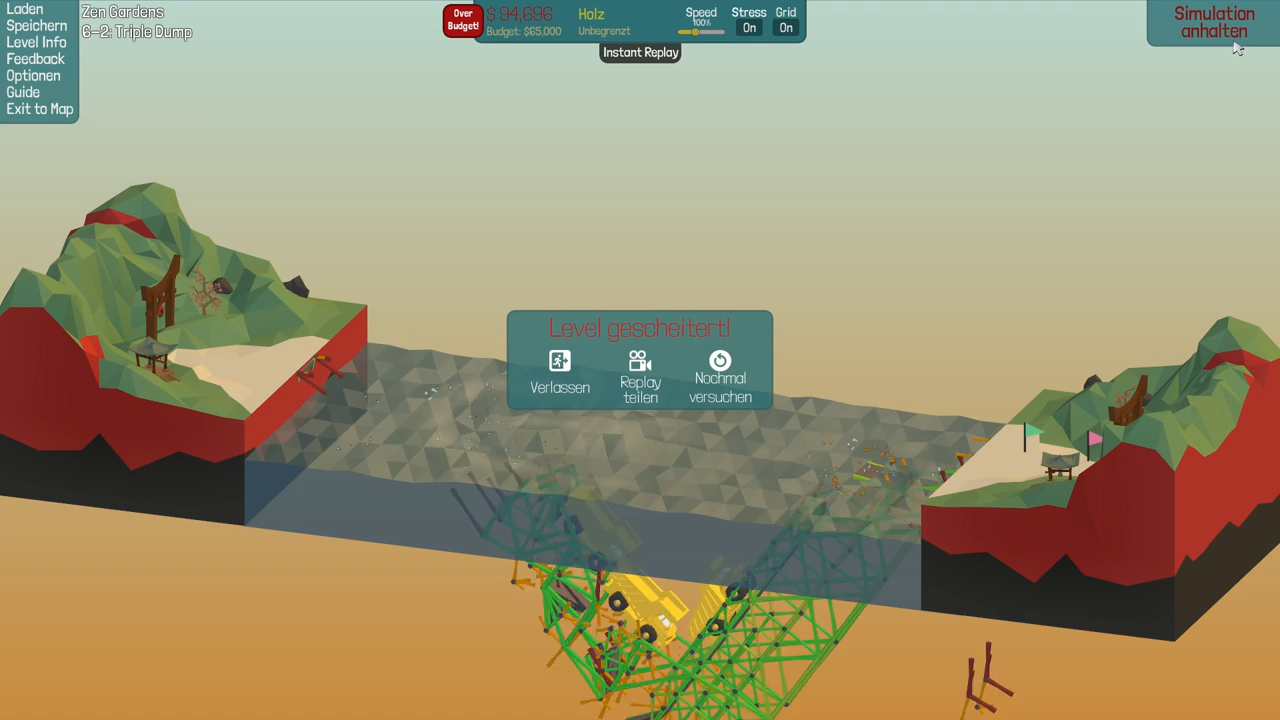 Laden
Speichern
Level Info
Feedback
Optionen
Guide
Exit to Map
Zen Gardens
6-2: Triple Dump
Over
Budget!
$ 94,696
Budget: $65,000
Holz
Unbegrenzt
Speed
100%
Stress
On
Grid
On
Instant Replay
Simulation
anhalten
Level gescheitert!
Verlassen
Replay
teilen
Nochmal
versuchen